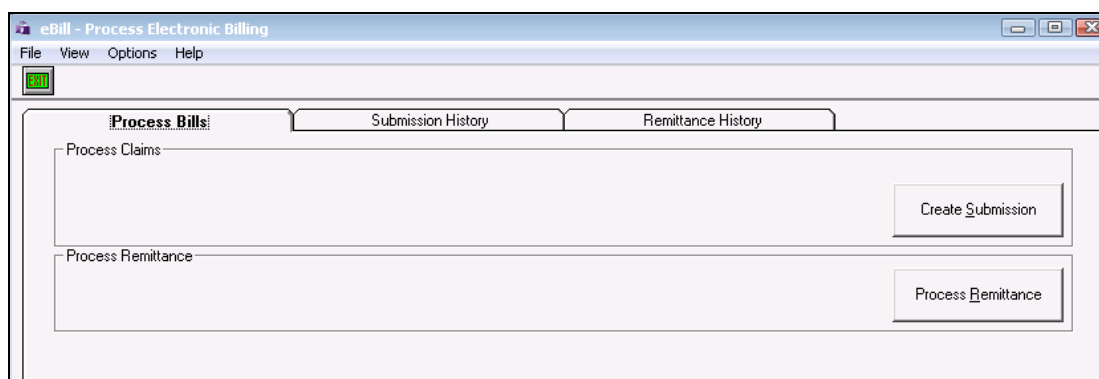 eBill - Process Electronic Billing
File View Options Help
EXIT
Process Bills Submission History Remittance History
Process Claims
Create Submission
Process Remittance
Process Remittance